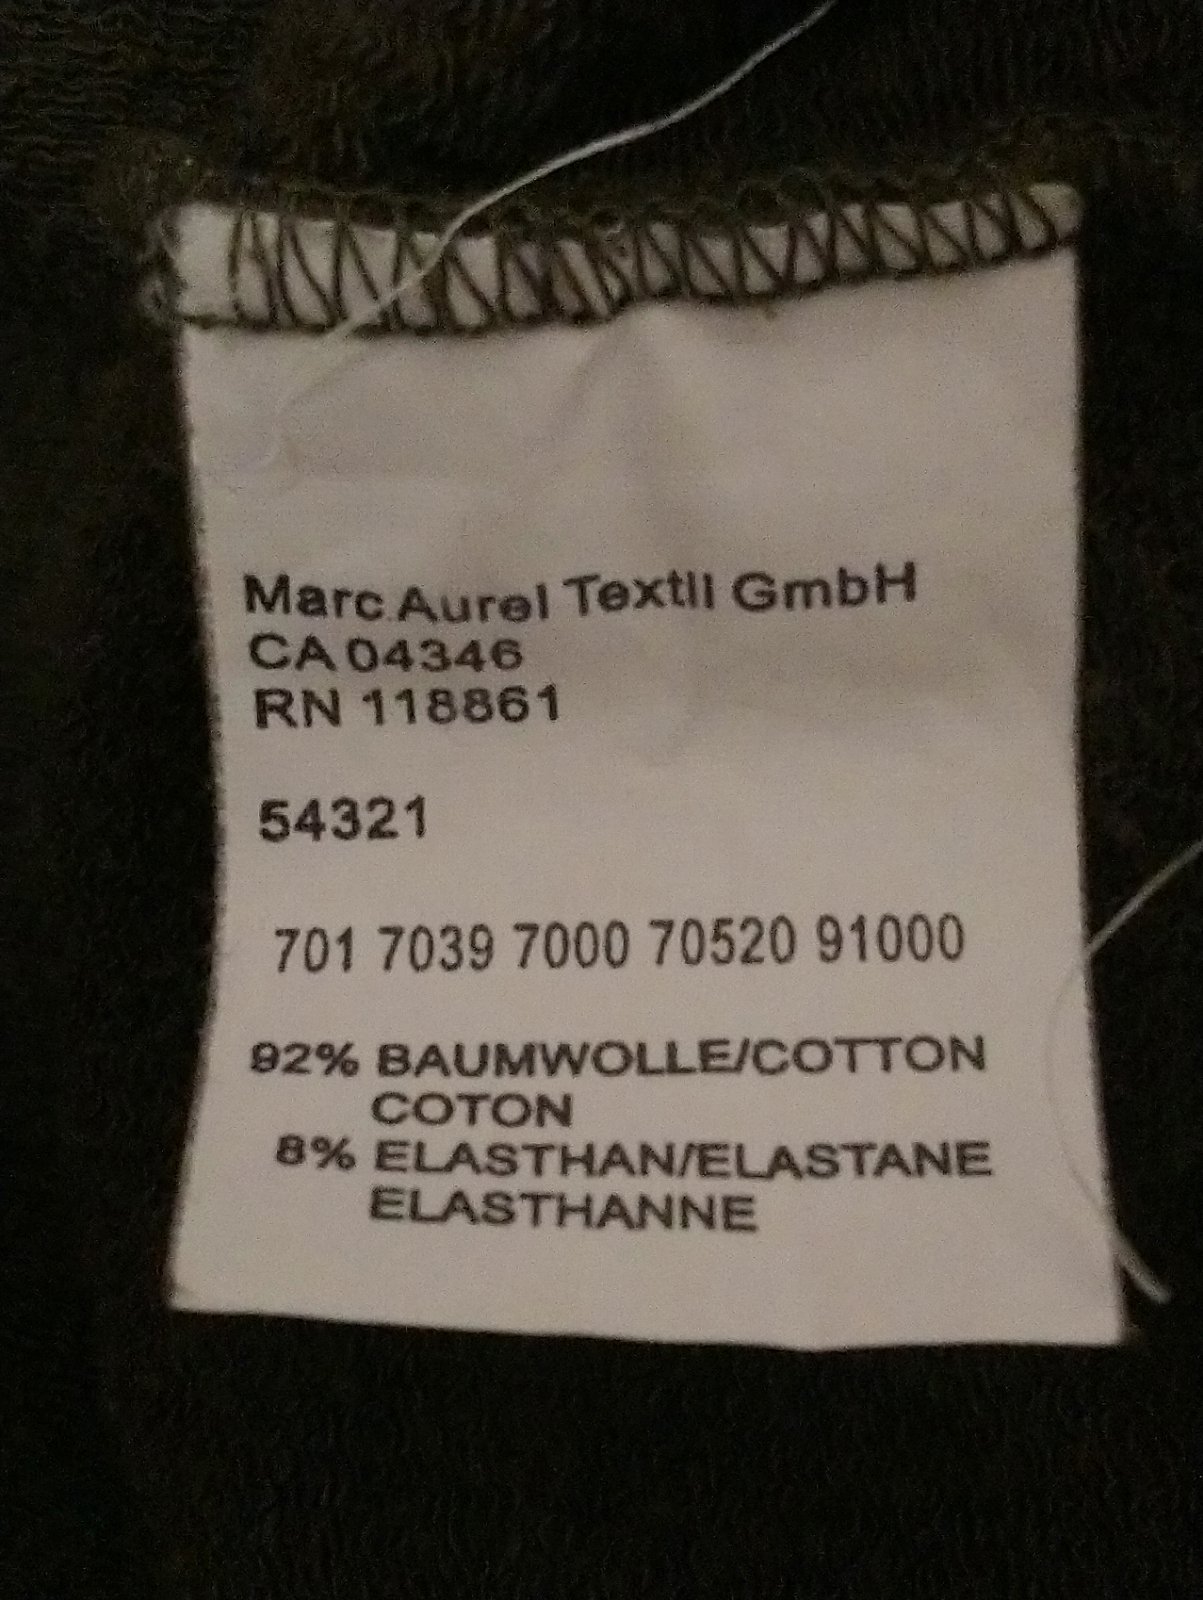 Marc Aurel Textil GmbH
CA 04346
RN 118861
54321
701 7039 7000 70520 91000
92% BAUMWOLLE/COTTON
COTON
8% ELASTHAN/ELASTANE
ELASTHANNE